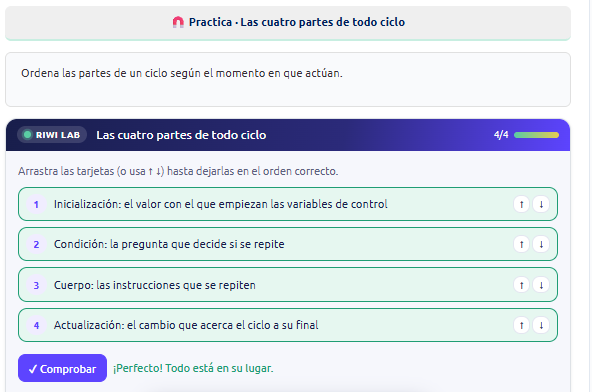 Practica · Las cuatro partes de todo ciclo
Ordena las partes de un ciclo según el momento en que actúan.
RIWI LAB Las cuatro partes de todo ciclo 4/4
Arrastra las tarjetas (o usa ↑ ↓) hasta dejarlas en el orden correcto.
1 Inicialización: el valor con el que empiezan las variables de control ↑ ↓
2 Condición: la pregunta que decide si se repite ↑ ↓
3 Cuerpo: las instrucciones que se repiten ↑ ↓
4 Actualización: el cambio que acerca el ciclo a su final ↑ ↓
✓ Comprobar ¡Perfecto! Todo está en su lugar.